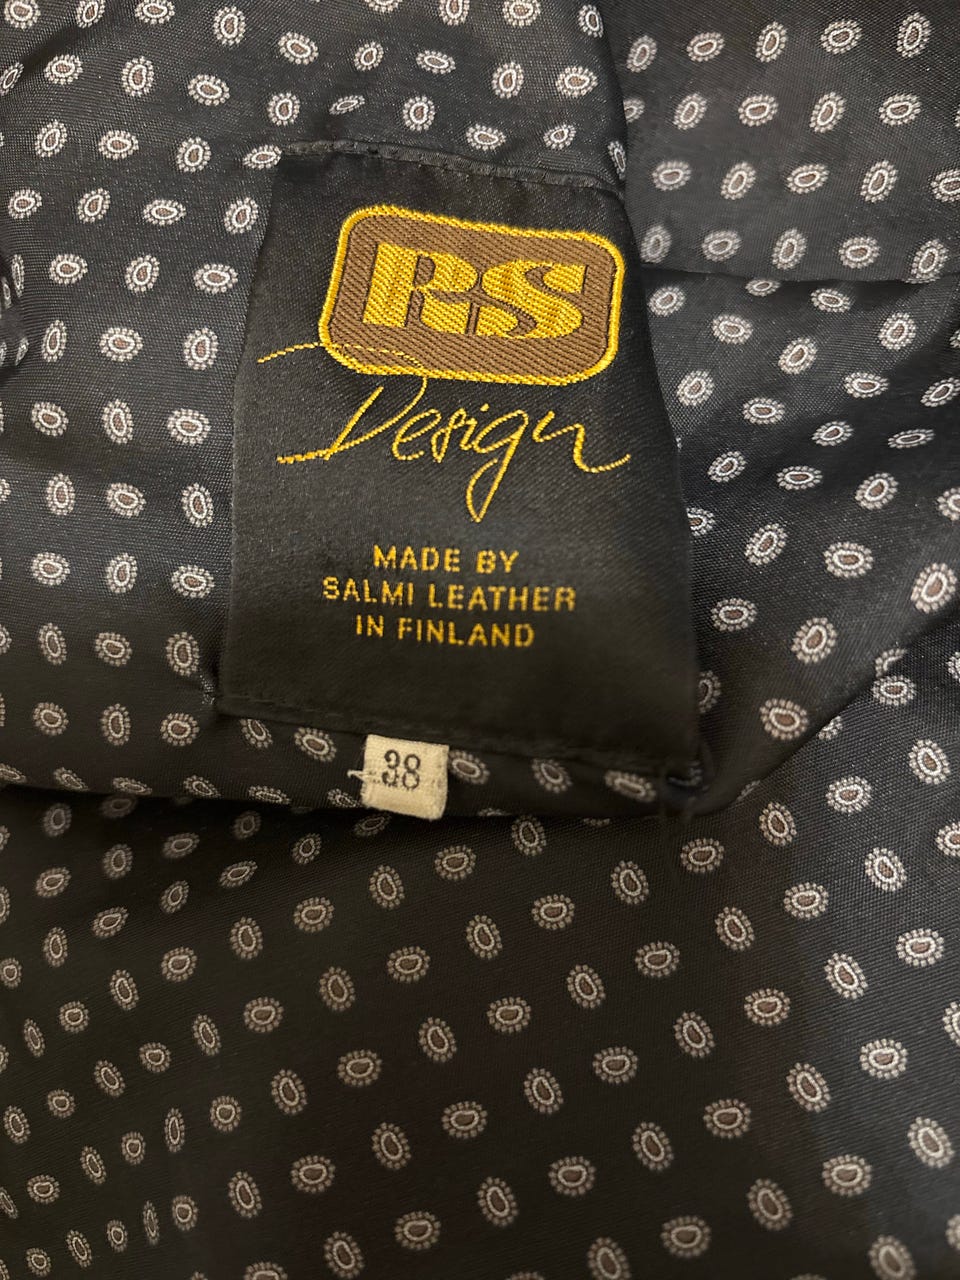 RS
Design
MADE BY
SALMI LEATHER
IN FINLAND
38